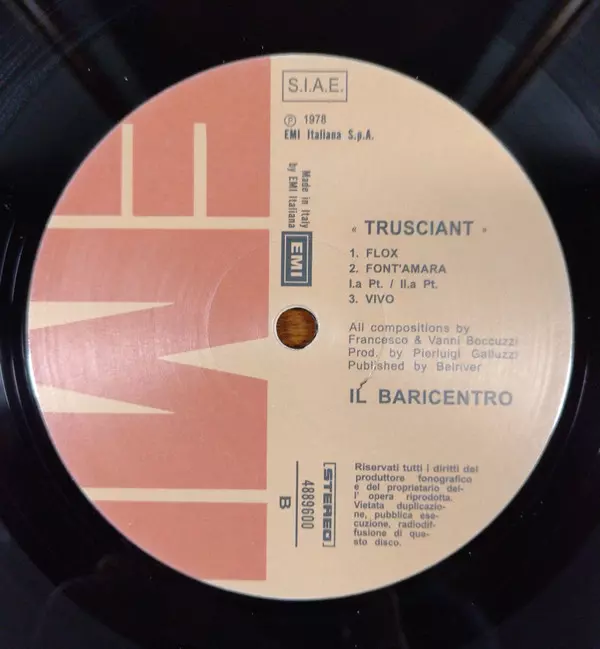 S.I.A.E.
℗ 1978
EMI Italiana S.p.A.
Made in Italy
by EMI Italiana
EMI
EMI
« TRUSCIANT »
1. FLOX
2. FONT'AMARA
I.a Pt. / II.a Pt.
3. VIVO
All compositions by
Francesco & Vanni Boccuzzi
Prod. by Pierluigi Galluzzi
Published by Belriver
IL BARICENTRO
[STEREO]
4889600
B
Riservati tutti i diritti del
produttore fonografico
e del proprietario del-
l' opera riprodotta.
Vietata duplicazio-
ne, pubblica ese-
cuzione, radiodif-
fusione di que-
sto disco.